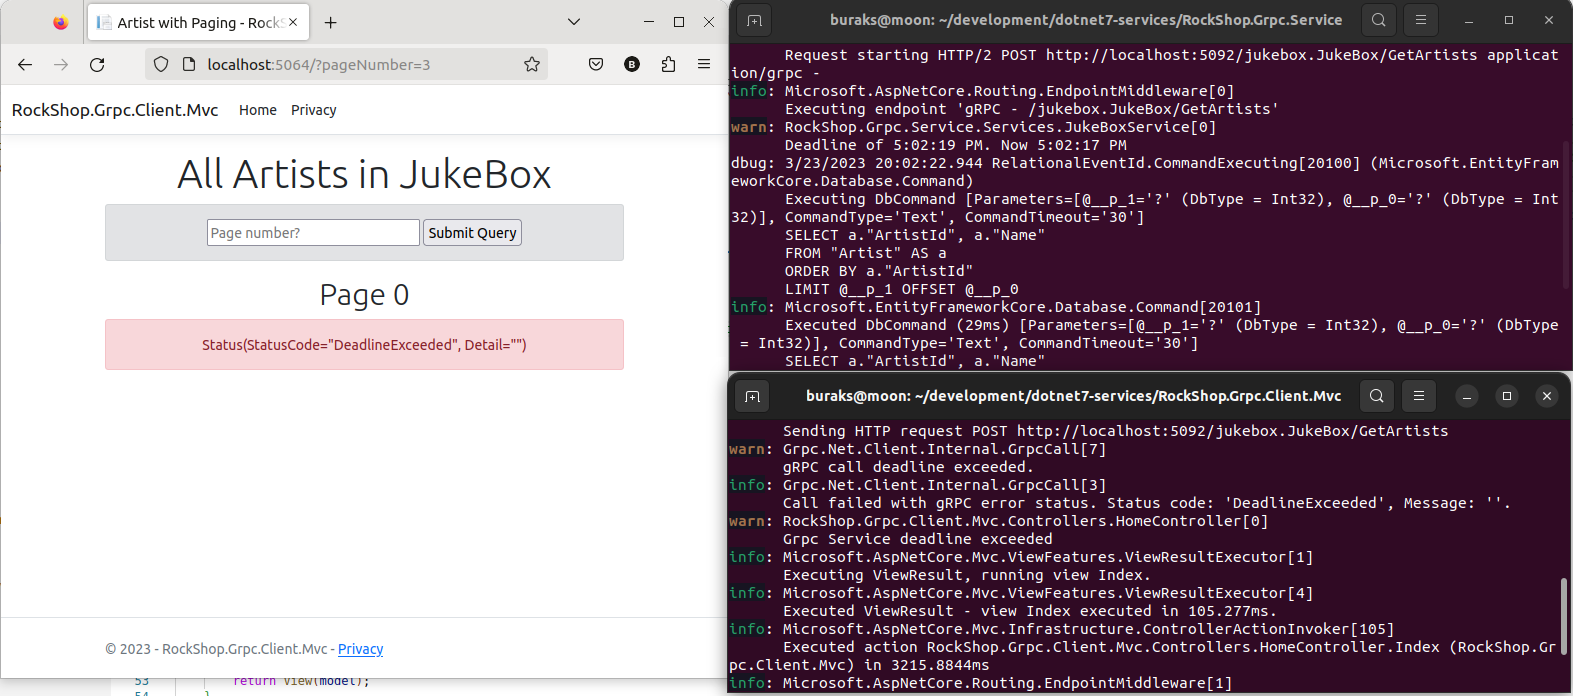 Artist with Paging - RockS
localhost:5064/?pageNumber=3
B
RockShop.Grpc.Client.Mvc Home Privacy
All Artists in JukeBox
Page number? Submit Query
Page 0
Status(StatusCode="DeadlineExceeded", Detail="")
© 2023 - RockShop.Grpc.Client.Mvc - Privacy
53 return View(model);
54 }
buraks@moon: ~/development/dotnet7-services/RockShop.Grpc.Service
Request starting HTTP/2 POST http://localhost:5092/jukebox.JukeBox/GetArtists applicat
ion/grpc -
info: Microsoft.AspNetCore.Routing.EndpointMiddleware[0]
Executing endpoint 'gRPC - /jukebox.JukeBox/GetArtists'
warn: RockShop.Grpc.Service.Services.JukeBoxService[0]
Deadline of 5:02:19 PM. Now 5:02:17 PM
dbug: 3/23/2023 20:02:22.944 RelationalEventId.CommandExecuting[20100] (Microsoft.EntityFram
eworkCore.Database.Command)
Executing DbCommand [Parameters=[@__p_1='?' (DbType = Int32), @__p_0='?' (DbType = Int
32)], CommandType='Text', CommandTimeout='30']
SELECT a."ArtistId", a."Name"
FROM "Artist" AS a
ORDER BY a."ArtistId"
LIMIT @__p_1 OFFSET @__p_0
info: Microsoft.EntityFrameworkCore.Database.Command[20101]
Executed DbCommand (29ms) [Parameters=[@__p_1='?' (DbType = Int32), @__p_0='?' (DbType
= Int32)], CommandType='Text', CommandTimeout='30']
SELECT a."ArtistId", a."Name"
buraks@moon: ~/development/dotnet7-services/RockShop.Grpc.Client.Mvc
Sending HTTP request POST http://localhost:5092/jukebox.JukeBox/GetArtists
warn: Grpc.Net.Client.Internal.GrpcCall[7]
gRPC call deadline exceeded.
info: Grpc.Net.Client.Internal.GrpcCall[3]
Call failed with gRPC error status. Status code: 'DeadlineExceeded', Message: ''.
warn: RockShop.Grpc.Client.Mvc.Controllers.HomeController[0]
Grpc Service deadline exceeded
info: Microsoft.AspNetCore.Mvc.ViewFeatures.ViewResultExecutor[1]
Executing ViewResult, running view Index.
info: Microsoft.AspNetCore.Mvc.ViewFeatures.ViewResultExecutor[4]
Executed ViewResult - view Index executed in 105.277ms.
info: Microsoft.AspNetCore.Mvc.Infrastructure.ControllerActionInvoker[105]
Executed action RockShop.Grpc.Client.Mvc.Controllers.HomeController.Index (RockShop.Gr
pc.Client.Mvc) in 3215.8844ms
info: Microsoft.AspNetCore.Routing.EndpointMiddleware[1]